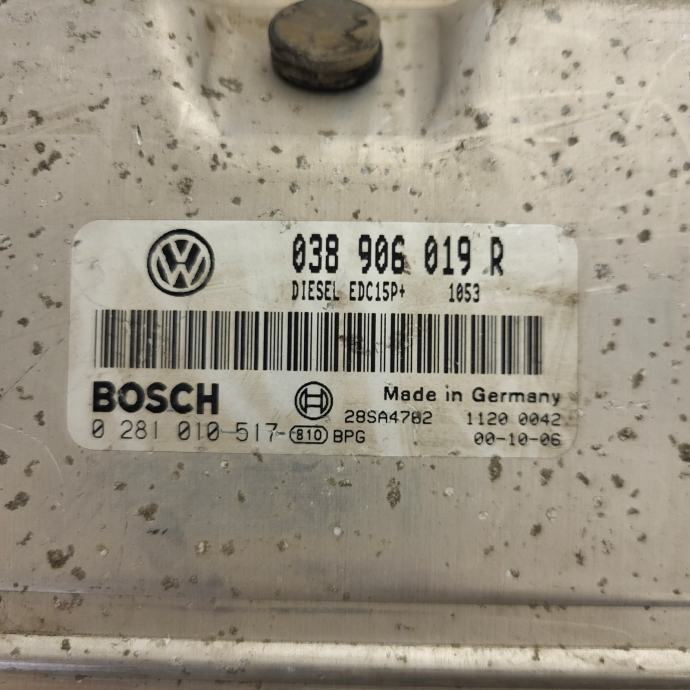 038 906 019 R
DIESEL EDC15P+ 1053
BOSCH
Made in Germany
28SA4782 1120 0042
0 281 010 517- 810 BPG 00-10-06